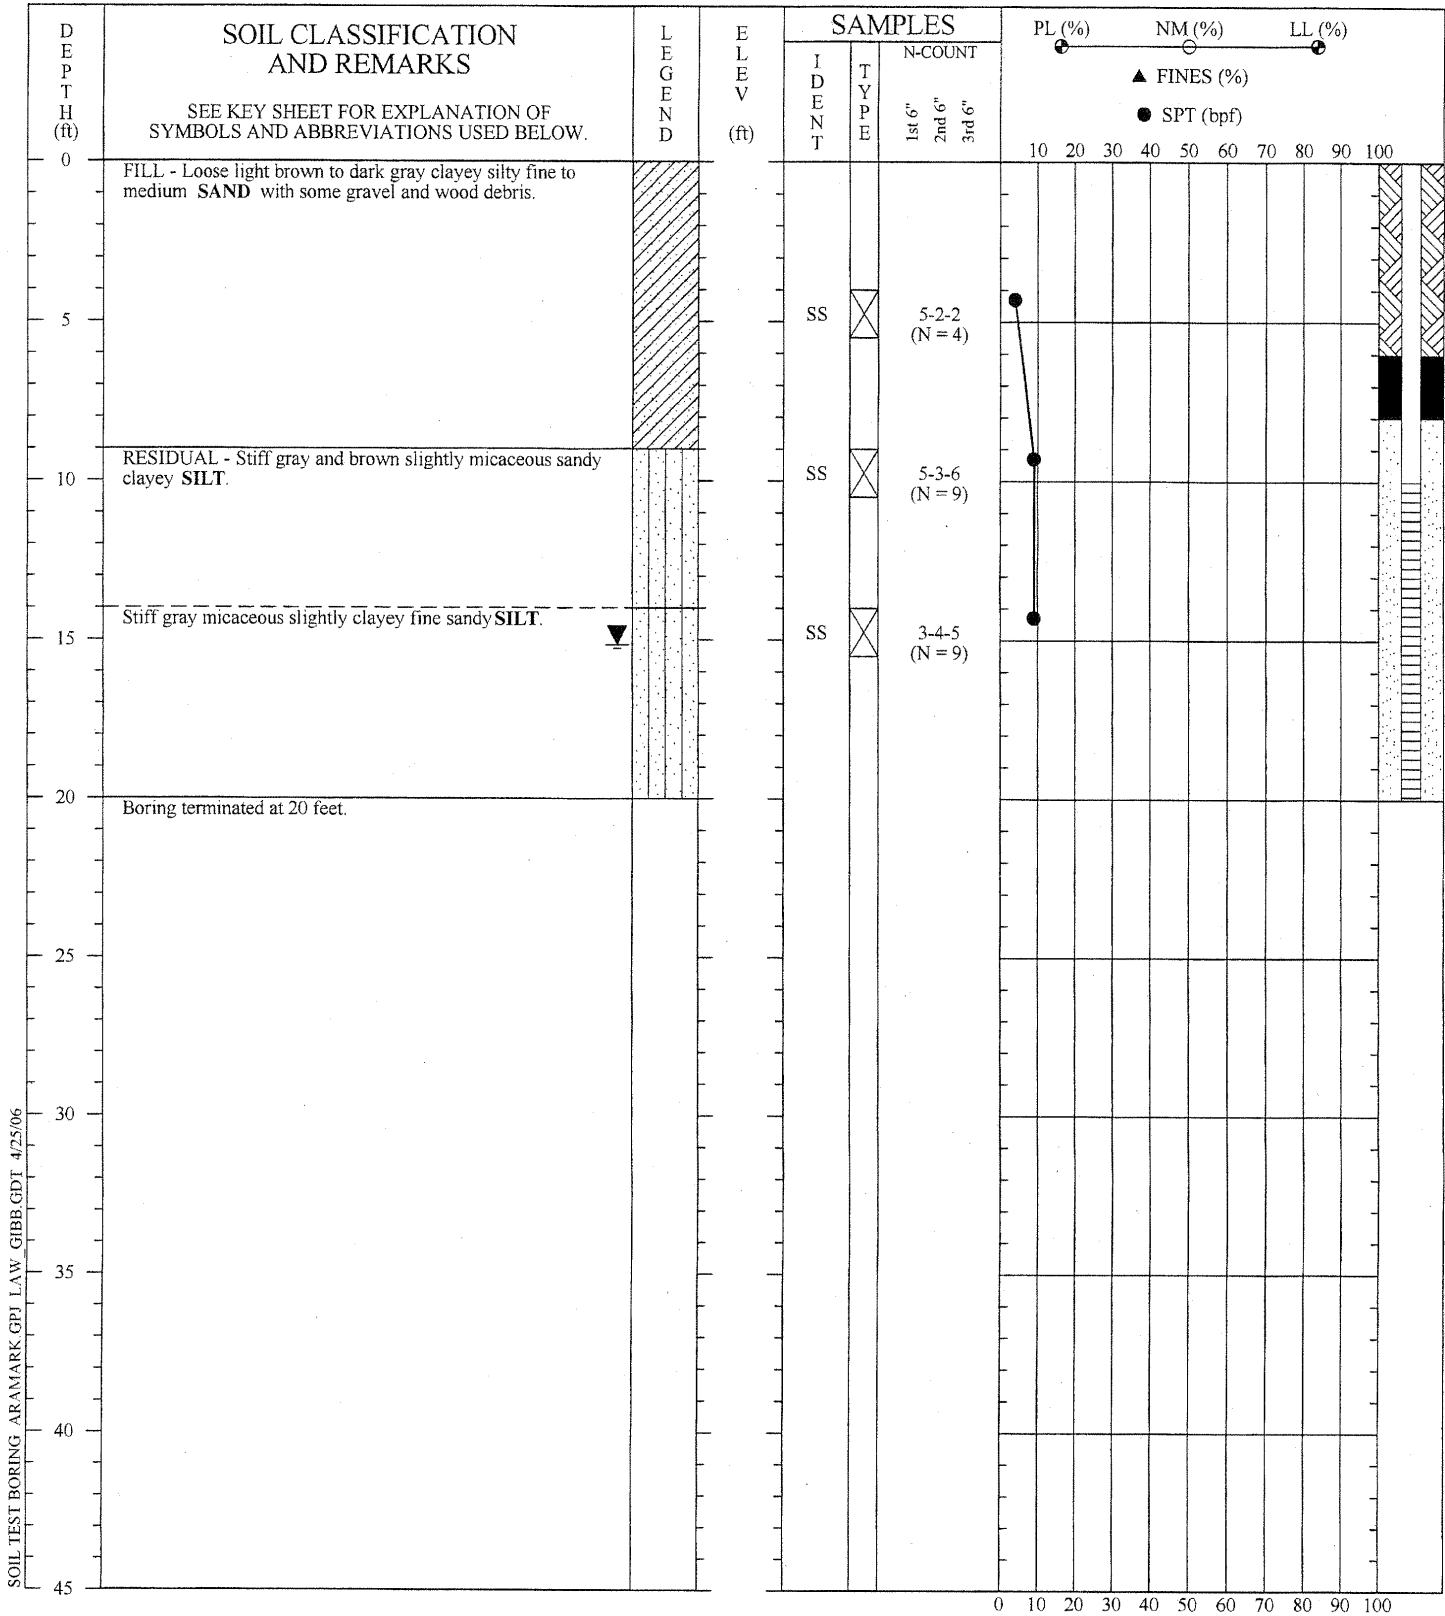 DEPTH
(ft)
SOIL CLASSIFICATION
AND REMARKS
SEE KEY SHEET FOR EXPLANATION OF
SYMBOLS AND ABBREVIATIONS USED BELOW.
LEGEND
ELEV
(ft)
SAMPLES
IDENT
TYPE
N-COUNT
1st 6"
2nd 6"
3rd 6"
PL (%) NM (%) LL (%)
▲ FINES (%)
● SPT (bpf)
10 20 30 40 50 60 70 80 90 100
0
FILL - Loose light brown to dark gray clayey silty fine to
medium SAND with some gravel and wood debris.
5
SS
5-2-2
(N = 4)
RESIDUAL - Stiff gray and brown slightly micaceous sandy
clayey SILT.
10
SS
5-3-6
(N = 9)
Stiff gray micaceous slightly clayey fine sandy SILT.
15
SS
3-4-5
(N = 9)
20
Boring terminated at 20 feet.
25
30
35
40
45
0 10 20 30 40 50 60 70 80 90 100
SOIL TEST BORING ARAMARK.GPJ LAW_GIBB.GDT 4/25/06